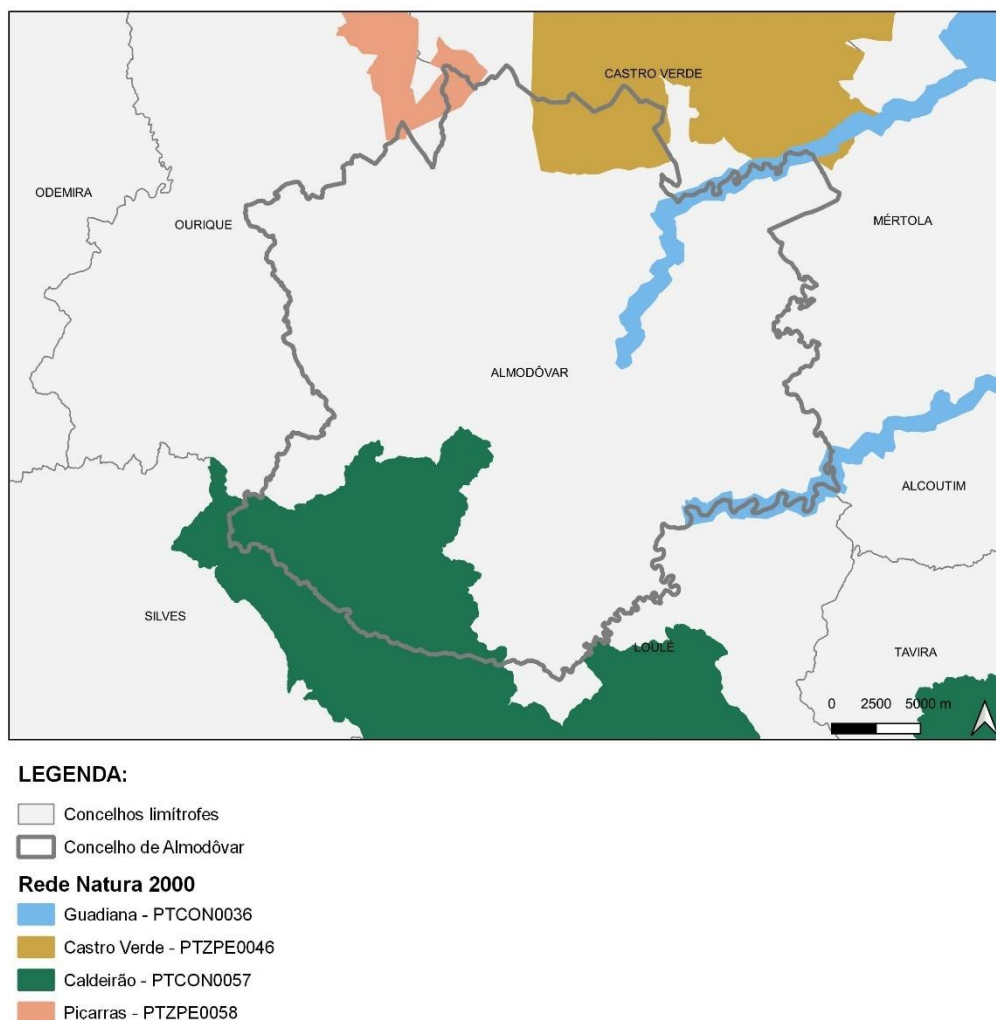 CASTRO VERDE
ODEMIRA
OURIQUE
MÉRTOLA
ALMODÔVAR
ALCOUTIM
SILVES
LOULÉ
TAVIRA
0 2500 5000 m
LEGENDA:
Concelhos limítrofes
Concelho de Almodôvar
Rede Natura 2000
Guadiana - PTCON0036
Castro Verde - PTZPE0046
Caldeirão - PTCON0057
Piçarras - PTZPE0058